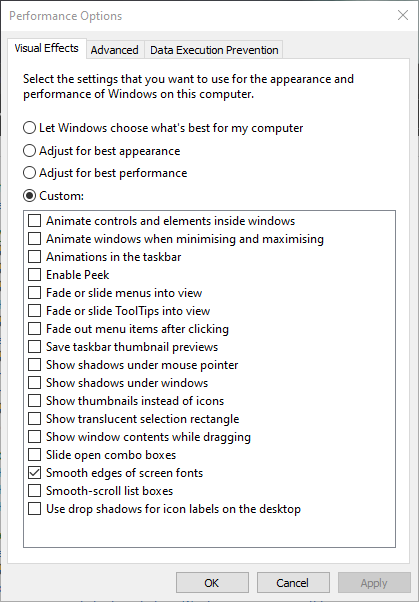 Performance Options
Visual Effects Advanced Data Execution Prevention
Select the settings that you want to use for the appearance and
performance of Windows on this computer.
Let Windows choose what's best for my computer
Adjust for best appearance
Adjust for best performance
Custom:
Animate controls and elements inside windows
Animate windows when minimising and maximising
Animations in the taskbar
Enable Peek
Fade or slide menus into view
Fade or slide ToolTips into view
Fade out menu items after clicking
Save taskbar thumbnail previews
Show shadows under mouse pointer
Show shadows under windows
Show thumbnails instead of icons
Show translucent selection rectangle
Show window contents while dragging
Slide open combo boxes
Smooth edges of screen fonts
Smooth-scroll list boxes
Use drop shadows for icon labels on the desktop
OK Cancel Apply